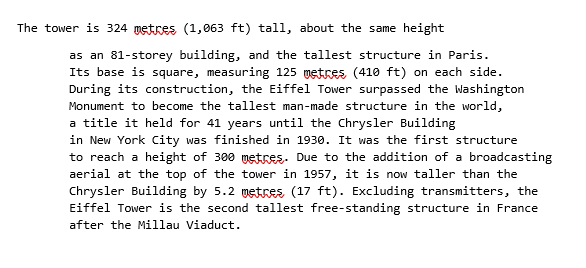 The tower is 324 metres (1,063 ft) tall, about the same height
as an 81-storey building, and the tallest structure in Paris.
Its base is square, measuring 125 metres (410 ft) on each side.
During its construction, the Eiffel Tower surpassed the Washington
Monument to become the tallest man-made structure in the world,
a title it held for 41 years until the Chrysler Building
in New York City was finished in 1930. It was the first structure
to reach a height of 300 metres. Due to the addition of a broadcasting
aerial at the top of the tower in 1957, it is now taller than the
Chrysler Building by 5.2 metres (17 ft). Excluding transmitters, the
Eiffel Tower is the second tallest free-standing structure in France
after the Millau Viaduct.